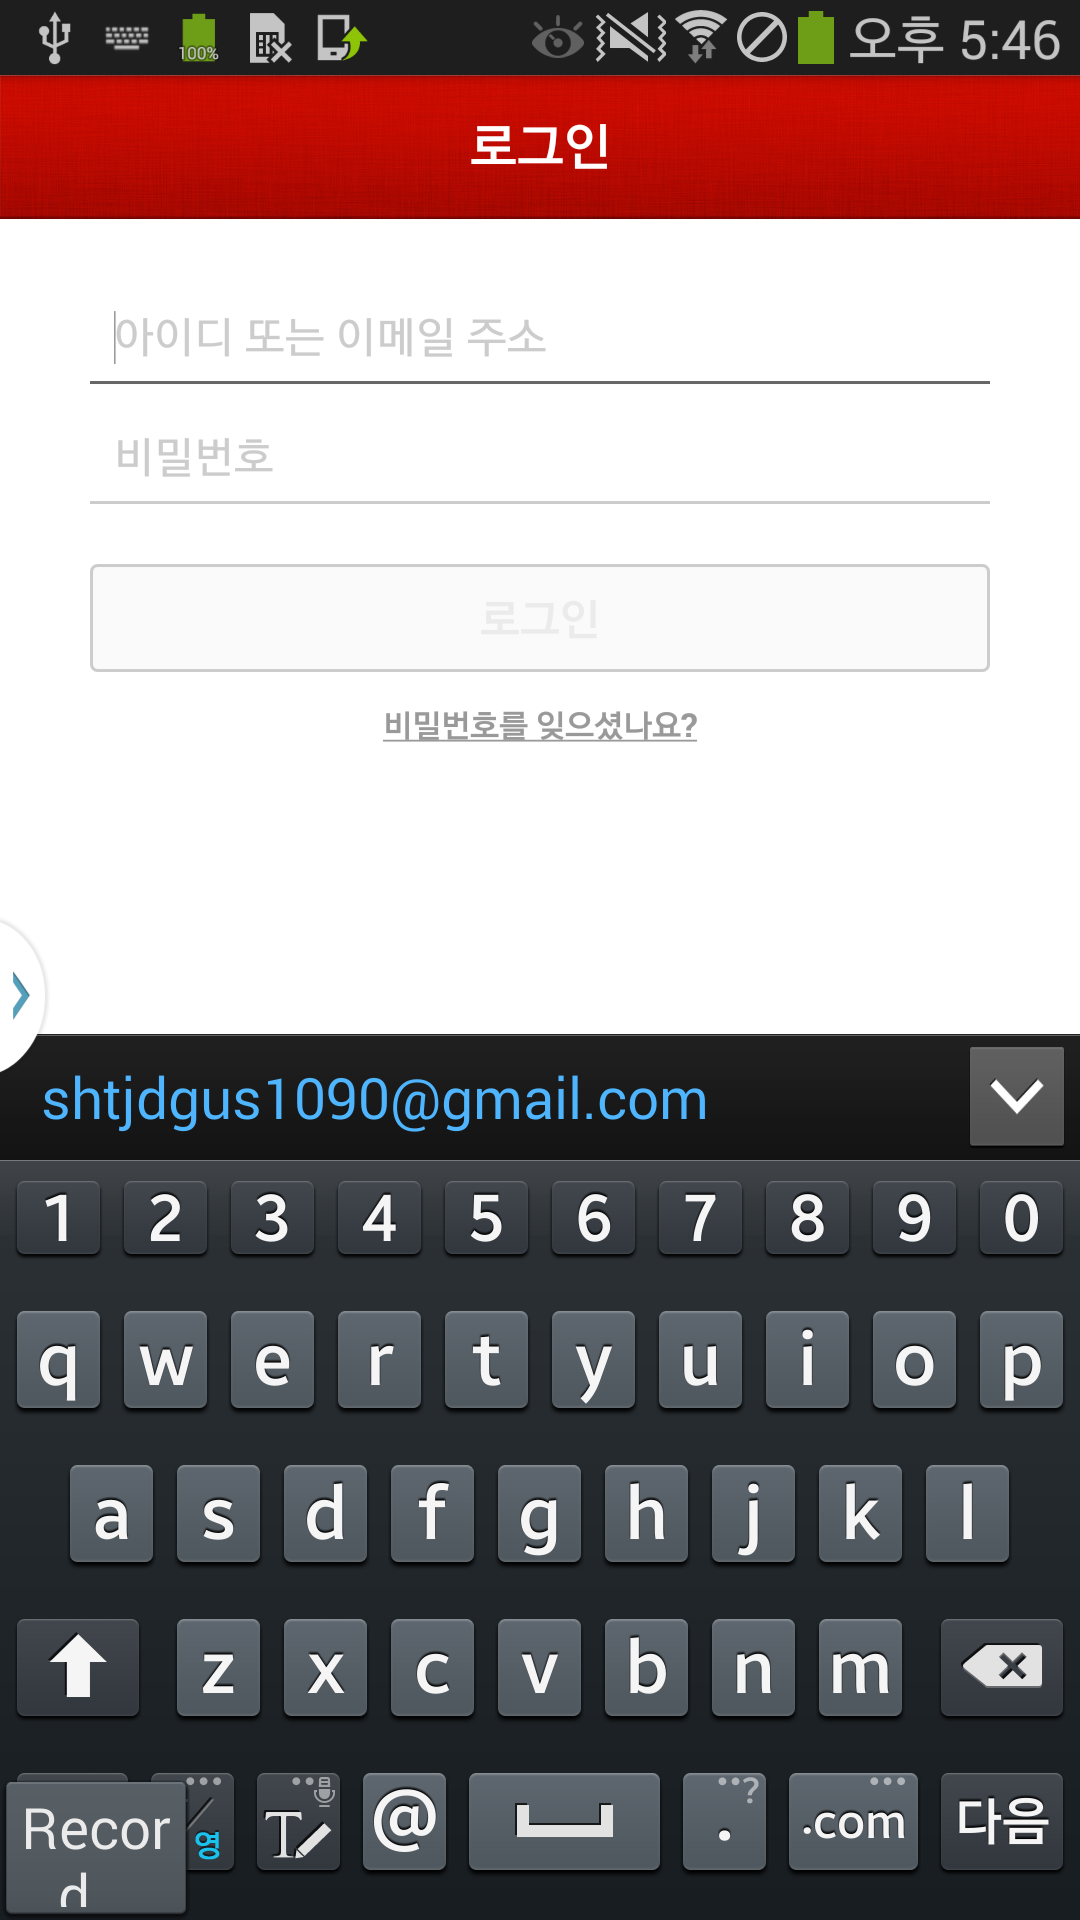 100%
오후 5:46
로그인
아이디 또는 이메일 주소
비밀번호
로그인
비밀번호를 잊으셨나요?
shtjdgus1090@gmail.com
1 2 3 4 5 6 7 8 9 0
q w e r t y u i o p
a s d f g h j k l
z x c v b n m
영 T @ . ? .com 다음
Recor
d